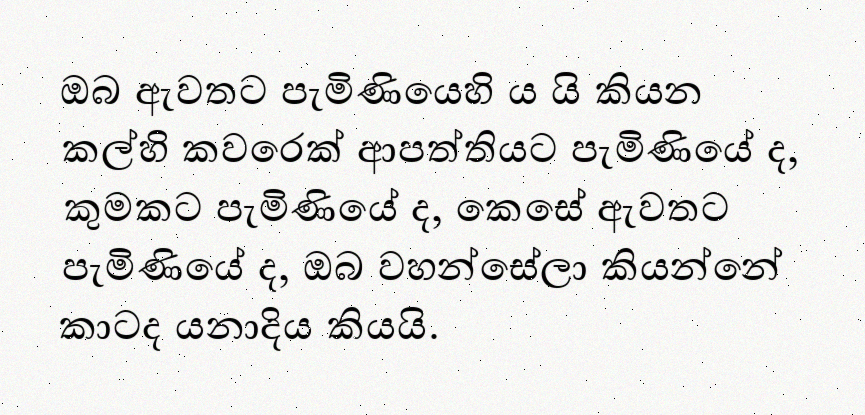 ඔබ ඇවතට පැමිණියෙහි ය යි කියන
කල්හි කවරෙක් ආපත්තියට පැමිණියේ ද,
කුමකට පැමිණියේ ද, කෙසේ ඇවතට
පැමිණියේ ද, ඔබ වහන්සේලා කියන්නේ
කාටද යනාදිය කියයි.